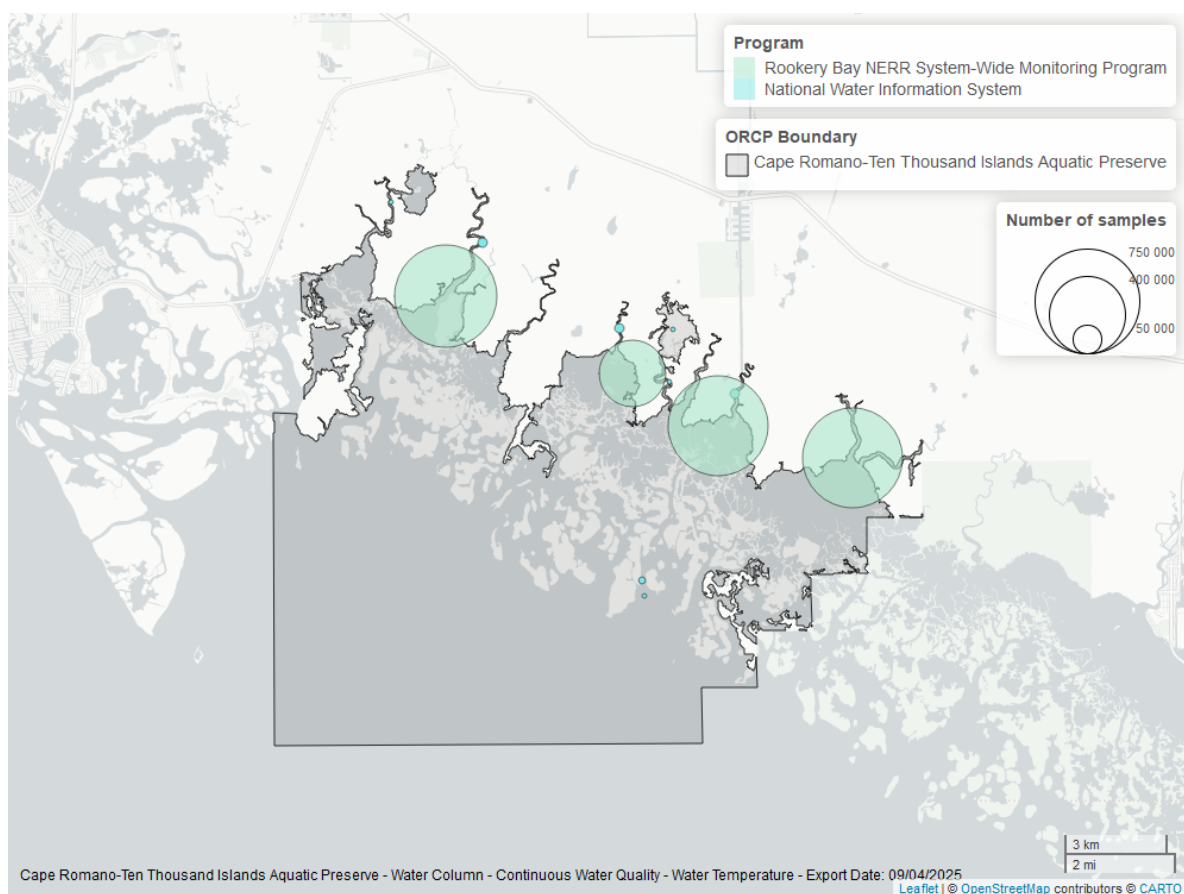 Program
Rookery Bay NERR System-Wide Monitoring Program
National Water Information System
ORCP Boundary
Cape Romano-Ten Thousand Islands Aquatic Preserve
Number of samples
750 000
400 000
50 000
3 km
2 mi
Cape Romano-Ten Thousand Islands Aquatic Preserve - Water Column - Continuous Water Quality - Water Temperature - Export Date: 09/04/2025
Leaflet | © OpenStreetMap contributors © CARTO